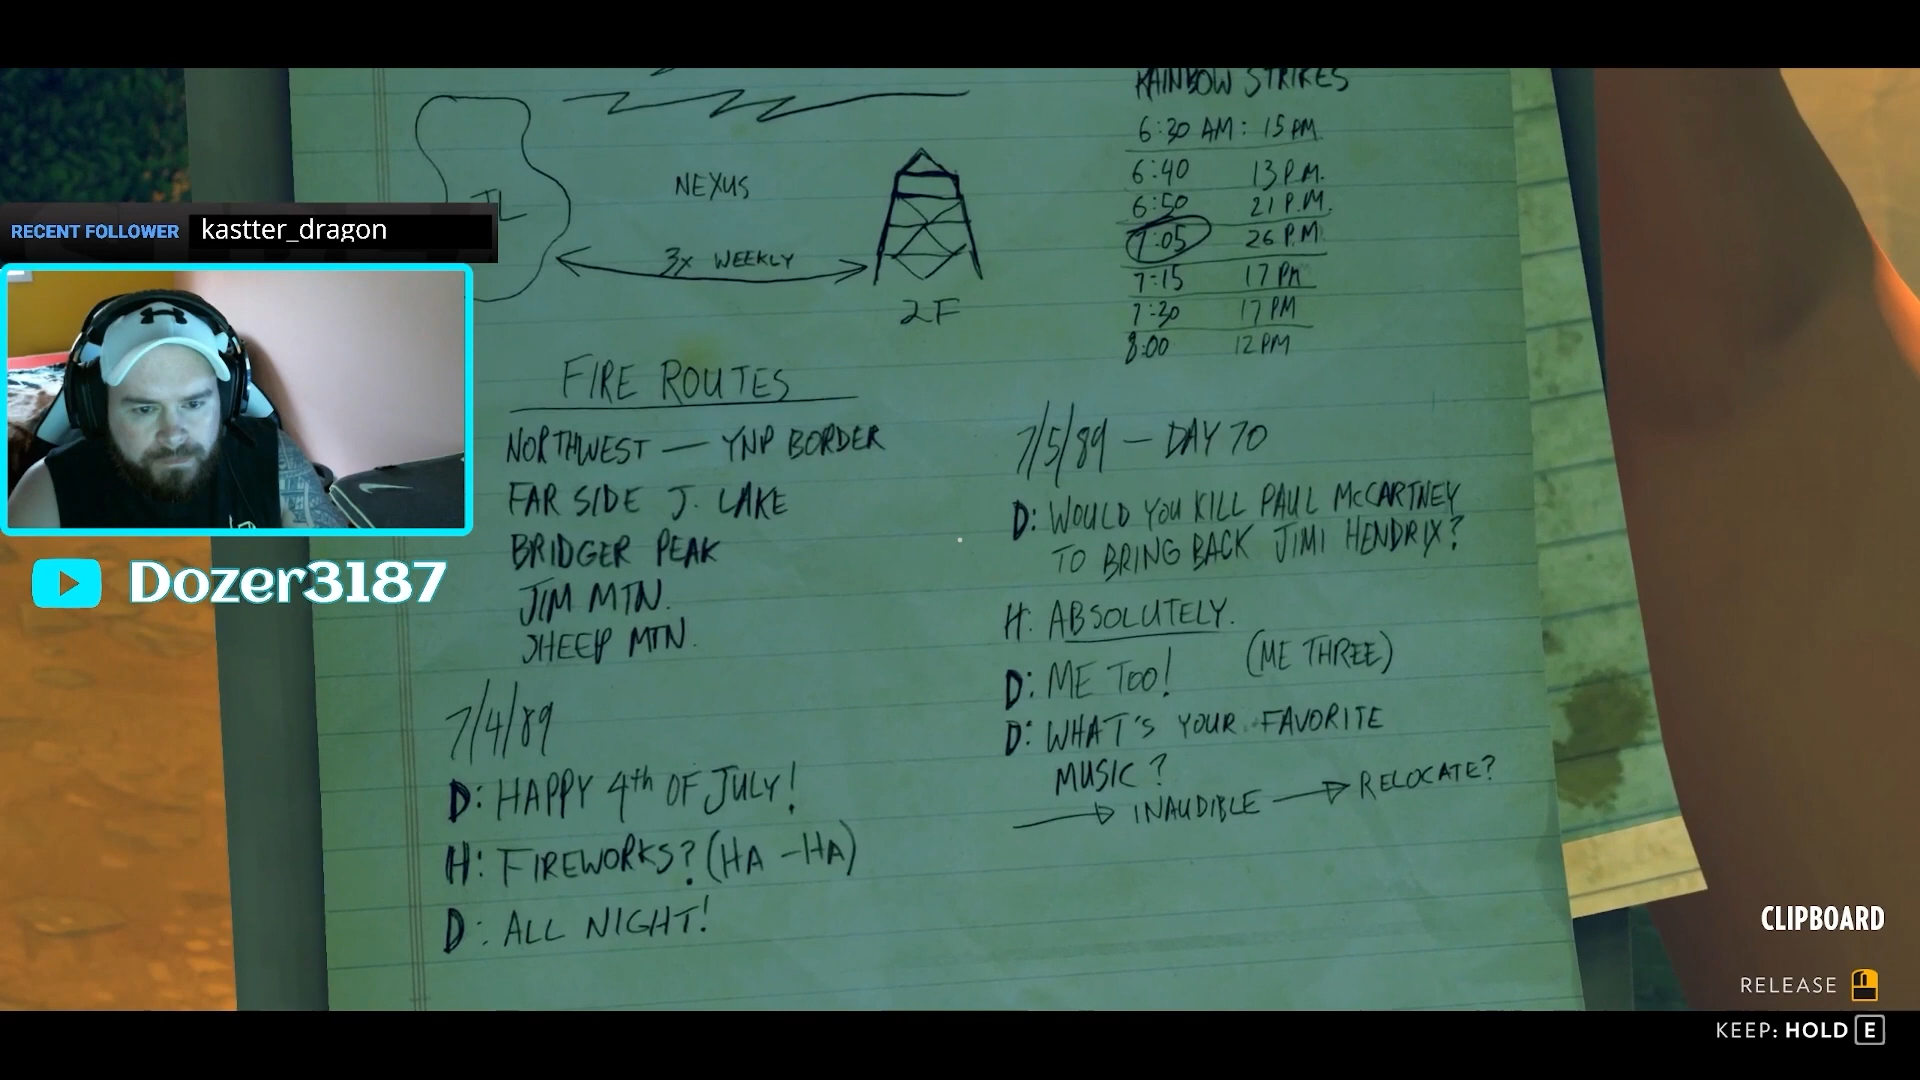 RAINBOW STRIKES
6:30 AM: 15 PM
6:40 13 P.M.
6:50 21 P.M.
7:05 26 P.M
7:15 17 PM
7:30 17 PM
8:00 12 PM
JL
NEXUS
3X WEEKLY
2F
RECENT FOLLOWER kastter_dragon
Dozer3187
FIRE ROUTES
NORTHWEST — YNP BORDER
FAR SIDE J. LAKE
BRIDGER PEAK
JIM MTN.
SHEEP MTN.
7/4/89
D: HAPPY 4th OF JULY!
H: FIREWORKS? (HA-HA)
D: ALL NIGHT!
7/5/89 — DAY 70
D: WOULD YOU KILL PAUL McCARTNEY
TO BRING BACK JIMI HENDRIX?
H: ABSOLUTELY.
D: ME TOO! (ME THREE)
D: WHAT'S YOUR FAVORITE
MUSIC?
→ INAUDIBLE → RELOCATE?
CLIPBOARD
RELEASE
KEEP: HOLD E